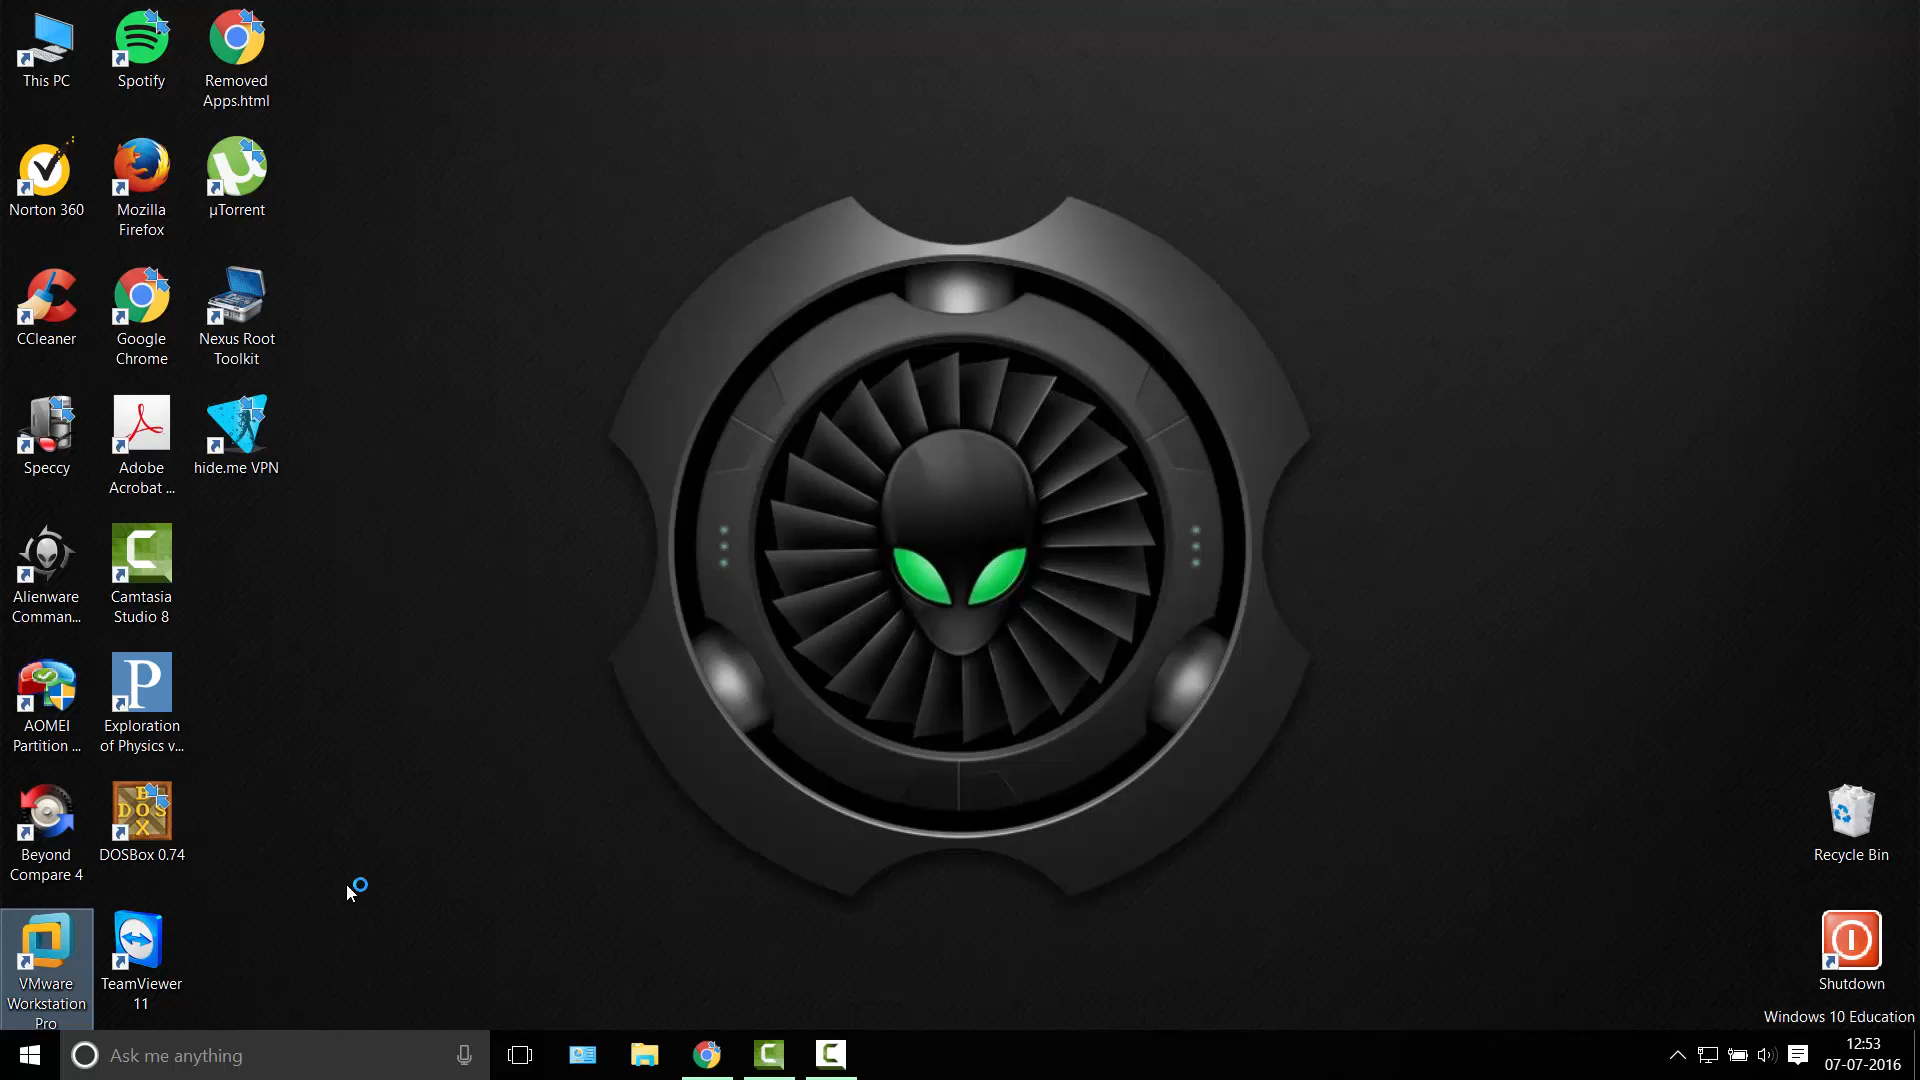 This PC
Spotify
Removed
Apps.html
Norton 360
Mozilla
Firefox
µTorrent
CCleaner
Google
Chrome
Nexus Root
Toolkit
Speccy
Adobe
Acrobat ...
hide.me VPN
Alienware
Comman...
Camtasia
Studio 8
AOMEI
Partition ...
P
Exploration
of Physics v...
Beyond
Compare 4
DOS
BOX
DOSBox 0.74
VMware
Workstation
Pro
TeamViewer
11
Recycle Bin
Shutdown
Windows 10 Education
Ask me anything
12:53
07-07-2016